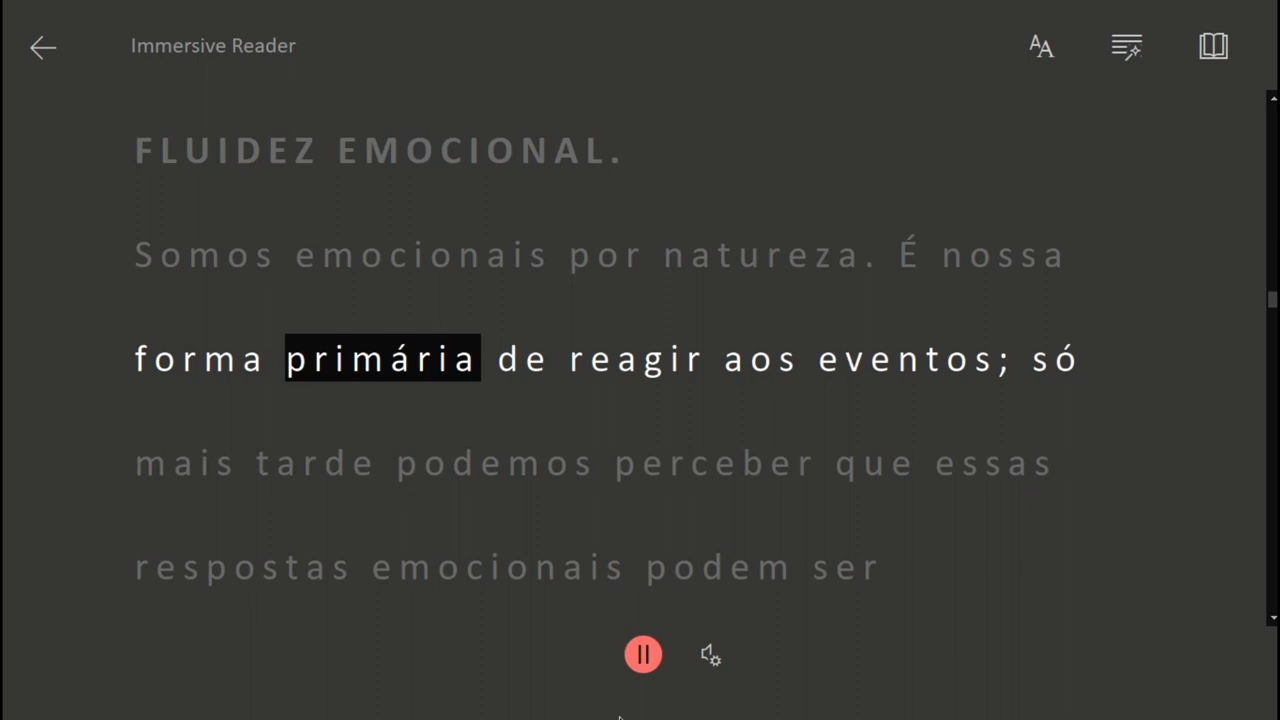 Immersive Reader
FLUIDEZ EMOCIONAL.
Somos emocionais por natureza. É nossa
forma primária de reagir aos eventos; só
mais tarde podemos perceber que essas
respostas emocionais podem ser